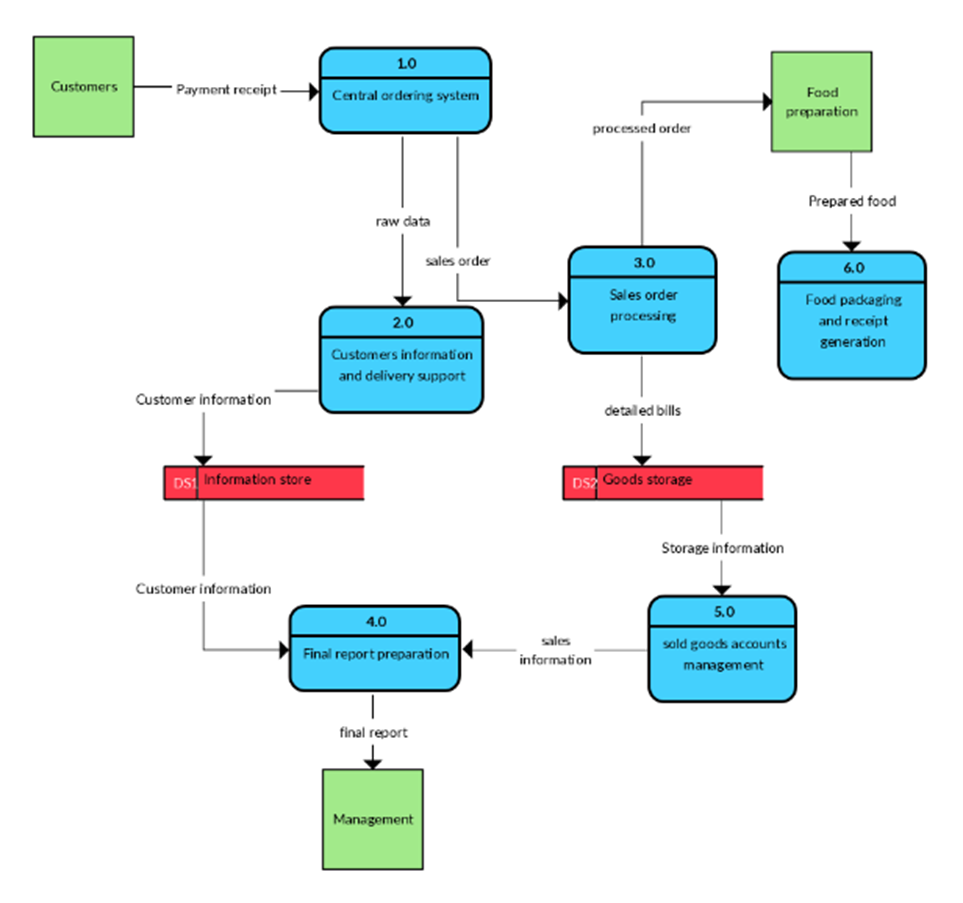 Customers
Payment receipt
1.0
Central ordering system
Food
preparation
processed order
raw data
sales order
Prepared food
3.0
Sales order
processing
6.0
Food packaging
and receipt
generation
2.0
Customers information
and delivery support
Customer information
detailed bills
DS1
Information store
DS2
Goods storage
Storage information
Customer information
4.0
Final report preparation
sales
information
5.0
sold goods accounts
management
final report
Management